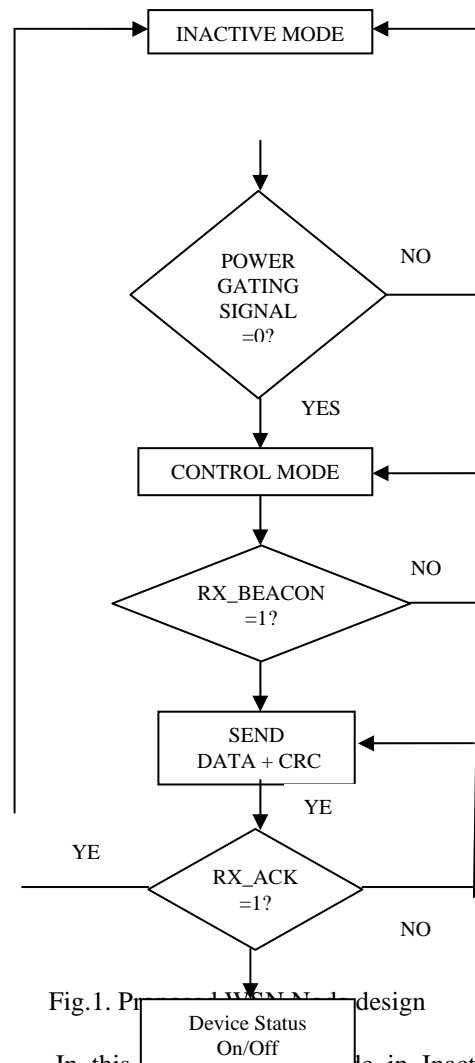 INACTIVE MODE
POWER
GATING
SIGNAL
=0?
NO
YES
CONTROL MODE
RX_BEACON
=1?
NO
SEND
DATA + CRC
YE
YE
RX_ACK
=1?
NO
Fig.1. design
Device Status
On/Off
In this in Inact